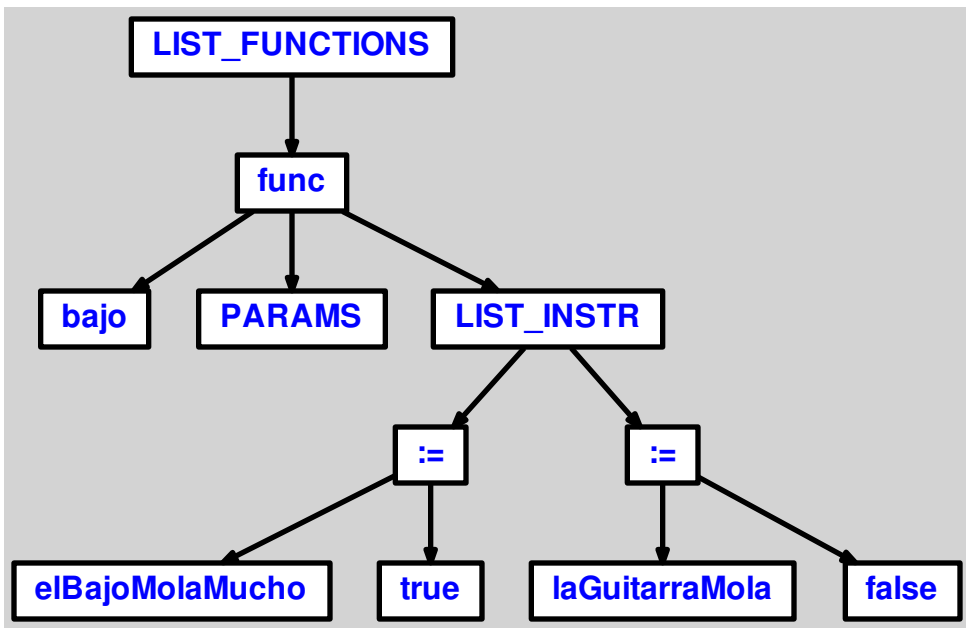 LIST_FUNCTIONS
func
bajo PARAMS LIST_INSTR
:= :=
elBajoMolaMucho true laGuitarraMola false